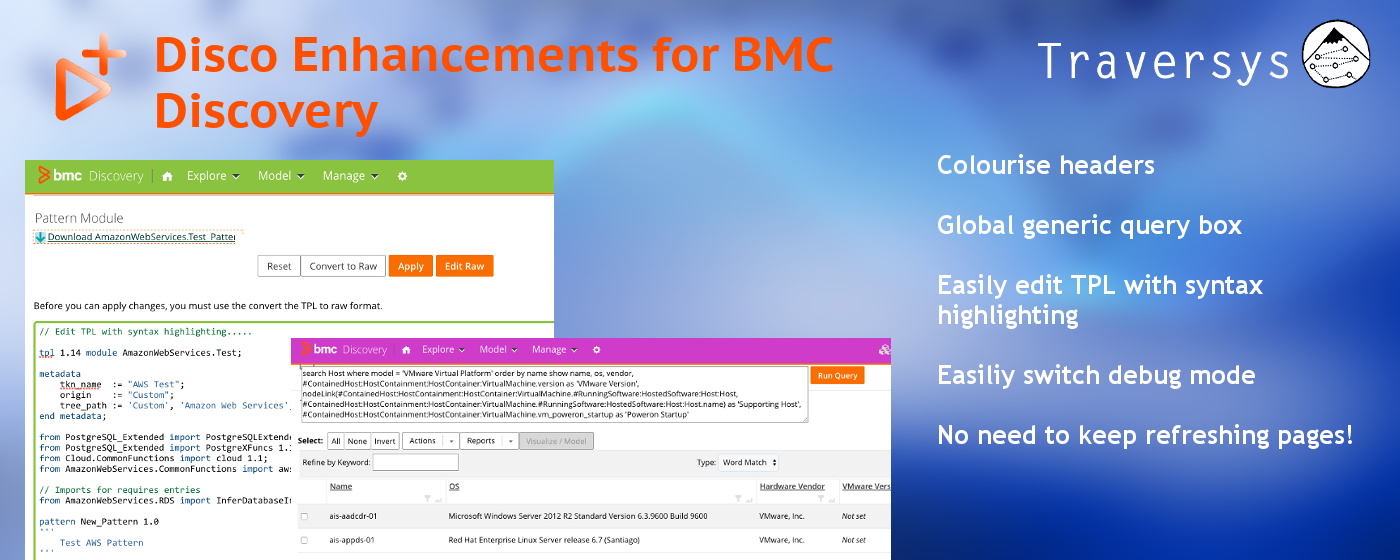 Disco Enhancements for BMC
Discovery
Traversys
bmc Discovery Explore Model Manage
Pattern Module
Download AmazonWebServices.Test_Patter
Reset Convert to Raw Apply Edit Raw
Before you can apply changes, you must use the convert the TPL to raw format.
// Edit TPL with syntax highlighting.....
tpl 1.14 module AmazonWebServices.Test;
metadata
tkn_name := "AWS Test";
origin := "Custom";
tree_path := 'Custom', 'Amazon Web Services',
end metadata;
from PostgreSQL_Extended import PostgreSQLExtende
from PostgreSQL_Extended import PostgreXFuncs 1.1
from Cloud.CommonFunctions import cloud 1.1;
from AmazonWebServices.CommonFunctions import aws
// Imports for requires entries
from AmazonWebServices.RDS import InferDatabaseI
pattern New_Pattern 1.0
'''
Test AWS Pattern
'''
bmc Discovery Explore Model Manage
search Host where model = 'VMware Virtual Platform' order by name show name, os, vendor,
#ContainedHost:HostContainment:HostContainer:VirtualMachine.version as 'VMware Version',
nodeLink(#ContainedHost:HostContainment:HostContainer:VirtualMachine.#RunningSoftware:HostedSoftware:Host:Host,
#ContainedHost:HostContainment:HostContainer:VirtualMachine.#RunningSoftware:HostedSoftware:Host:Host.name) as 'Supporting Host',
#ContainedHost:HostContainment:HostContainer:VirtualMachine.vm_poweron_startup as 'Poweron Startup'
Run Query
Select: All None Invert Actions Reports Visualize / Model
Refine by Keyword: Type: Word Match
Name OS Hardware Vendor VMware Vers
ais-aadcdr-01 Microsoft Windows Server 2012 R2 Standard Version 6.3.9600 Build 9600 VMware, Inc. Not set
ais-appds-01 Red Hat Enterprise Linux Server release 6.7 (Santiago) VMware, Inc. Not set
Colourise headers
Global generic query box
Easily edit TPL with syntax
highlighting
Easiliy switch debug mode
No need to keep refreshing pages!